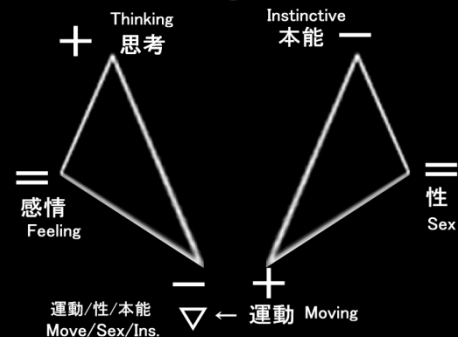 Thinking
+ 思考
Instinctive
本能 −
=
感情
Feeling
=
性
Sex
−
運動/性/本能
Move/Sex/Ins.
+
▽ ← 運動 Moving